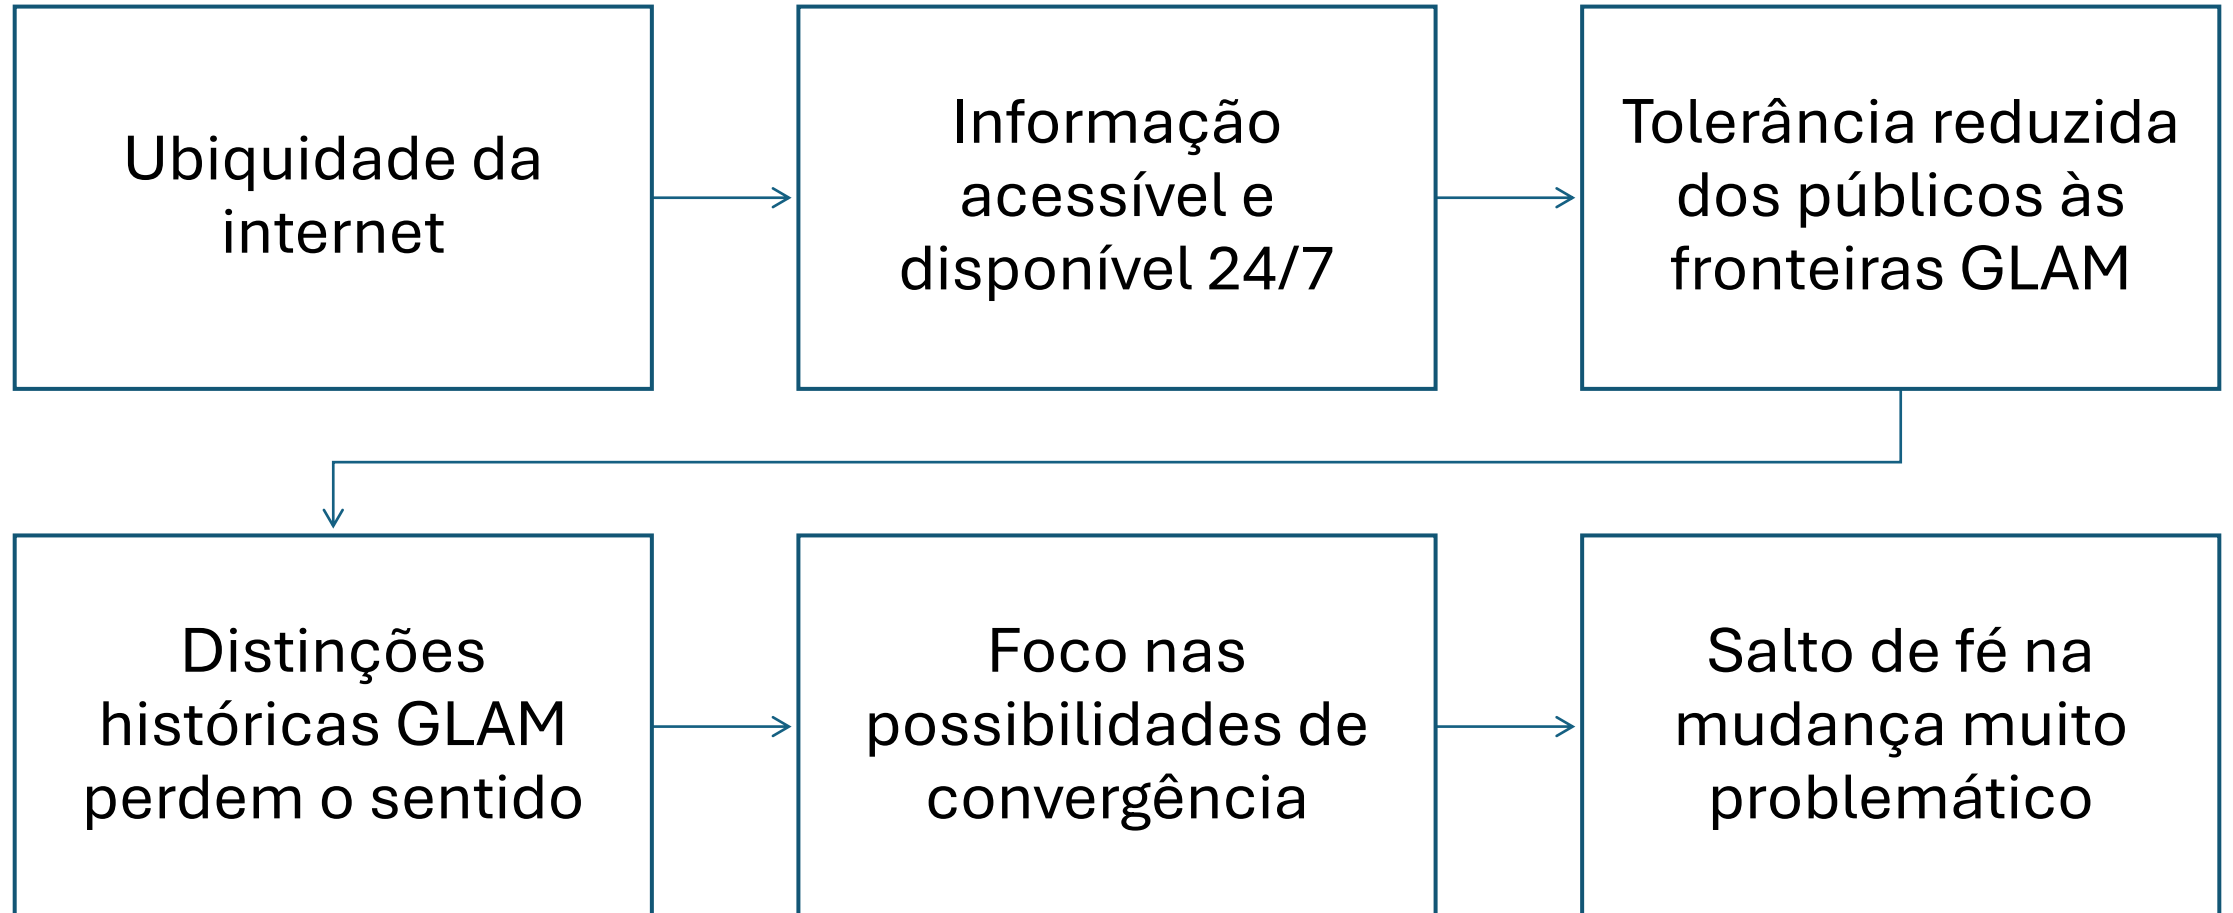 Ubiquidade da
internet
Informação
acessível e
disponível 24/7
Tolerância reduzida
dos públicos às
fronteiras GLAM
Distinções
históricas GLAM
perdem o sentido
Foco nas
possibilidades de
convergência
Salto de fé na
mudança muito
problemático